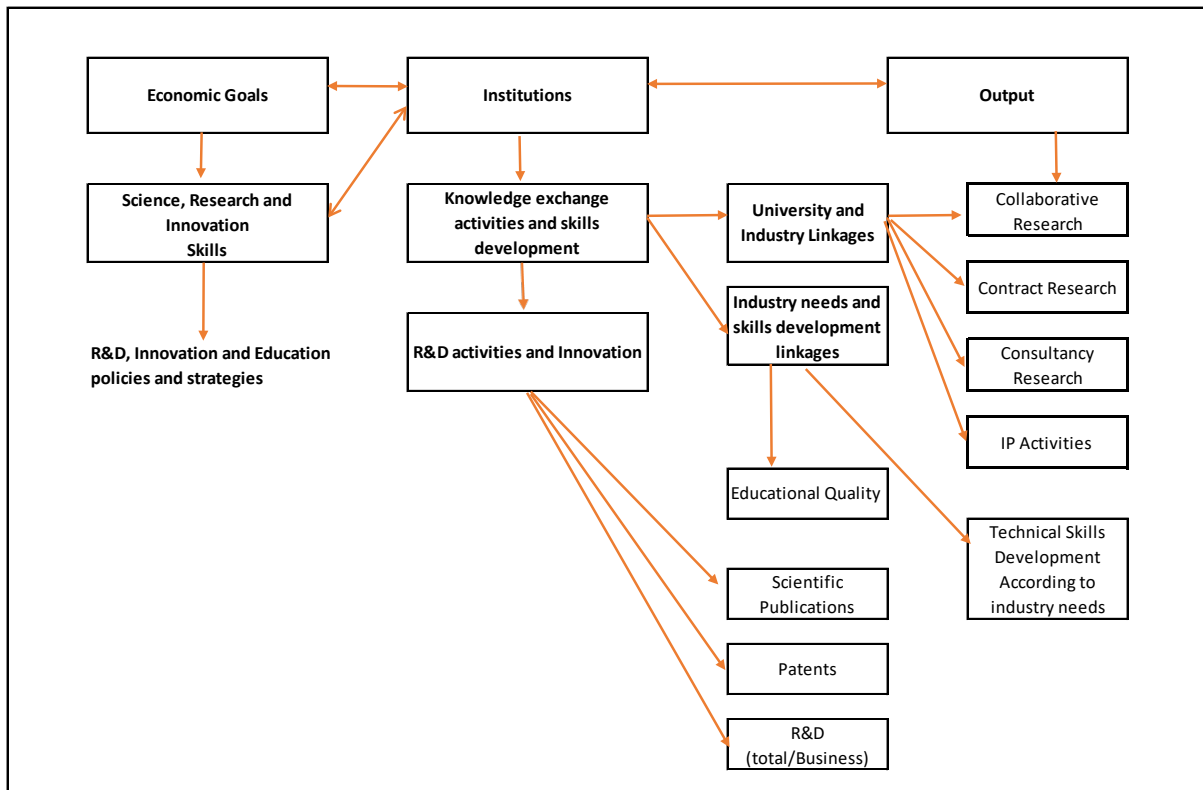 Economic Goals
Institutions
Output
Science, Research and
Innovation
Skills
Knowledge exchange
activities and skills
development
University and
Industry Linkages
Collaborative
Research
Contract Research
Industry needs and
skills development
linkages
R&D, Innovation and Education
policies and strategies
R&D activities and Innovation
Consultancy
Research
IP Activities
Educational Quality
Technical Skills
Development
According to
industry needs
Scientific
Publications
Patents
R&D
(total/Business)